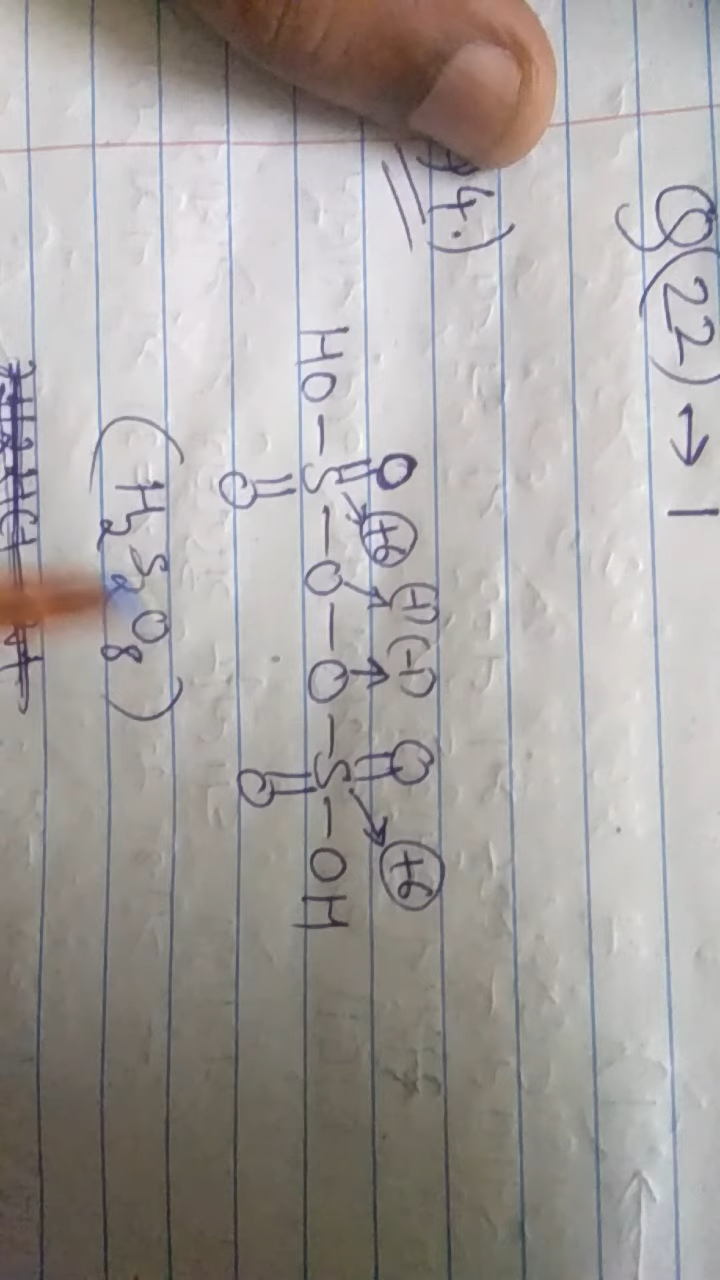 g(22) → 1
4.)
O O
HO-S-O-O-S-OH
O O
+6 (-1) (-1) +6
(H2S2O8)